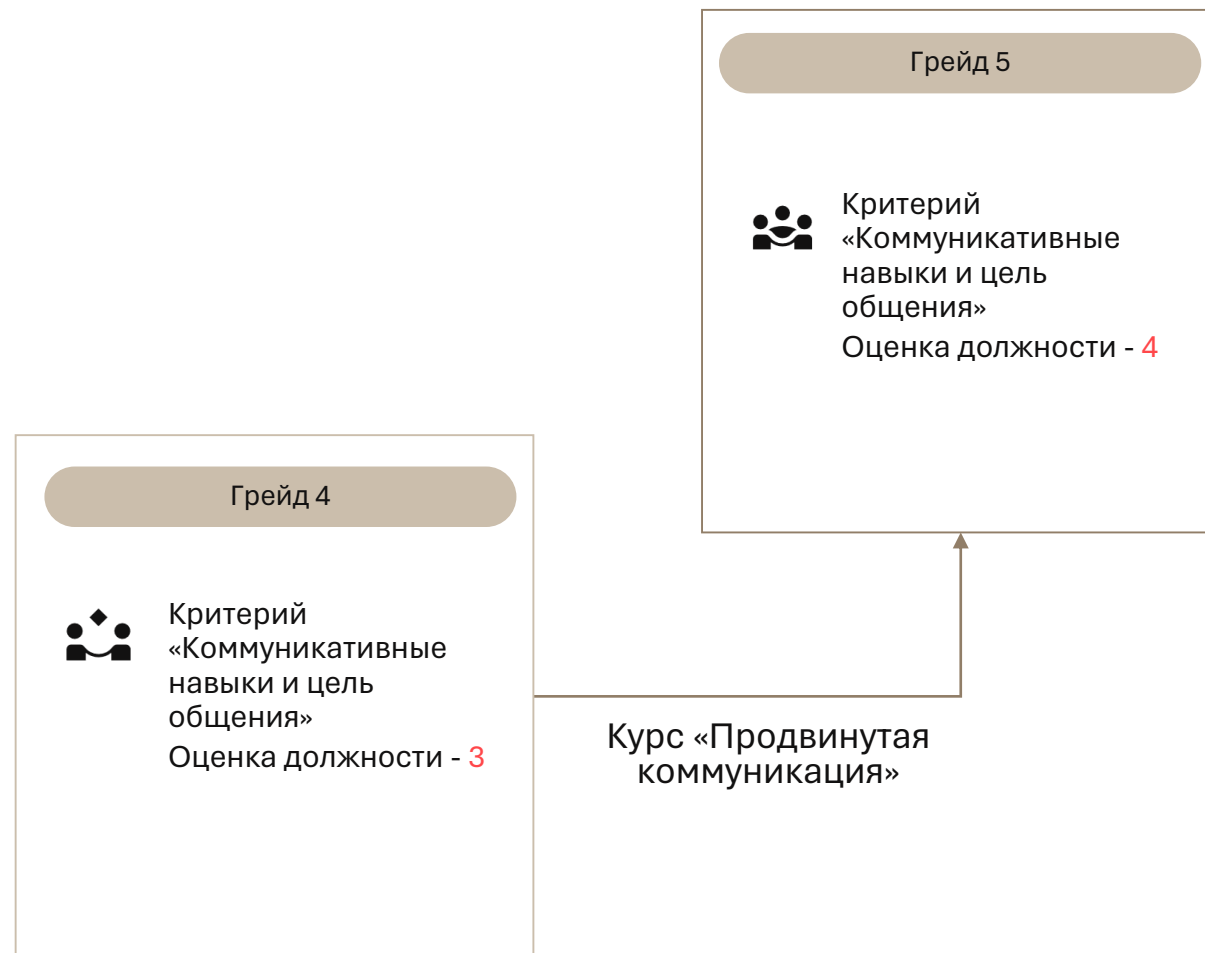 Грейд 5
Критерий
«Коммуникативные
навыки и цель
общения»
Оценка должности - 4
Грейд 4
Критерий
«Коммуникативные
навыки и цель
общения»
Оценка должности - 3
Курс «Продвинутая
коммуникация»